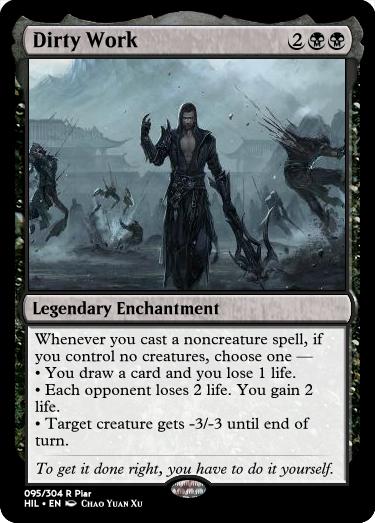 Dirty Work 2
Legendary Enchantment
Whenever you cast a noncreature spell, if
you control no creatures, choose one —
• You draw a card and you lose 1 life.
• Each opponent loses 2 life. You gain 2
life.
• Target creature gets -3/-3 until end of
turn.
To get it done right, you have to do it yourself.
095/304 R Piar
HIL • EN Chao Yuan Xu